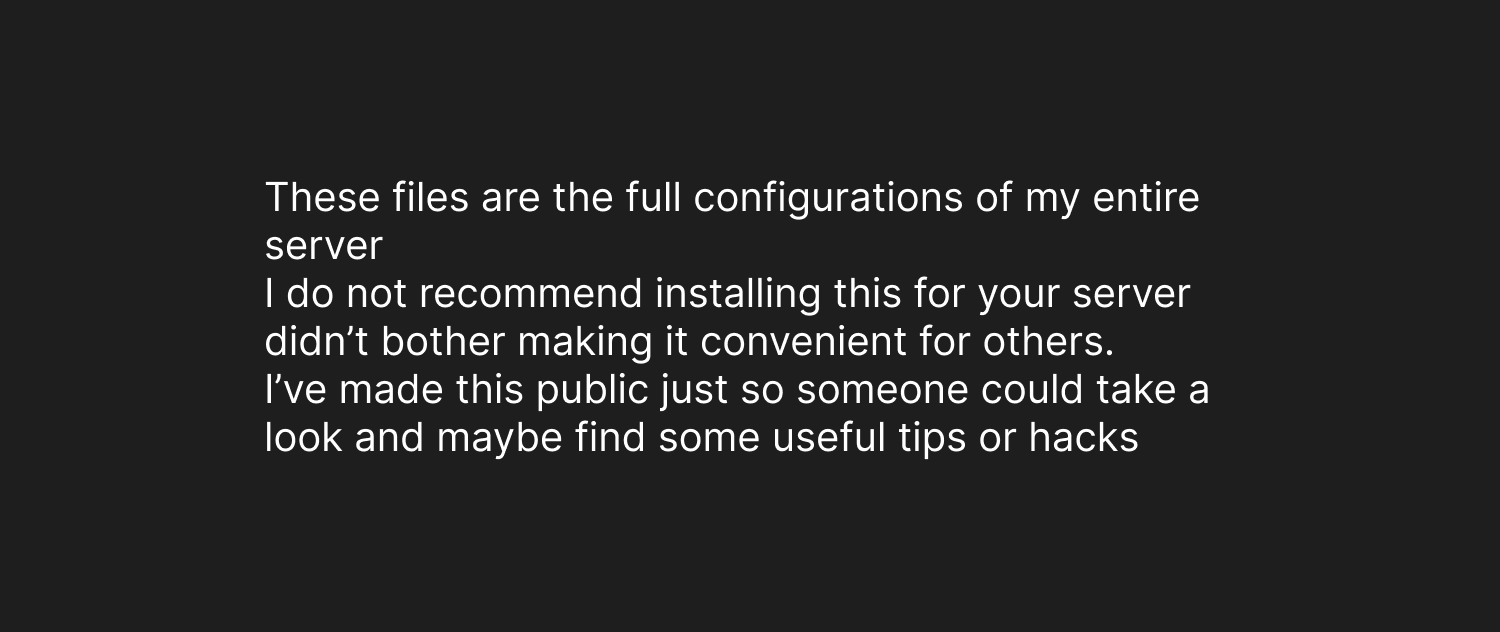 These files are the full configurations of my entire
server
I do not recommend installing this for your server
didn’t bother making it convenient for others.
I’ve made this public just so someone could take a
look and maybe find some useful tips or hacks